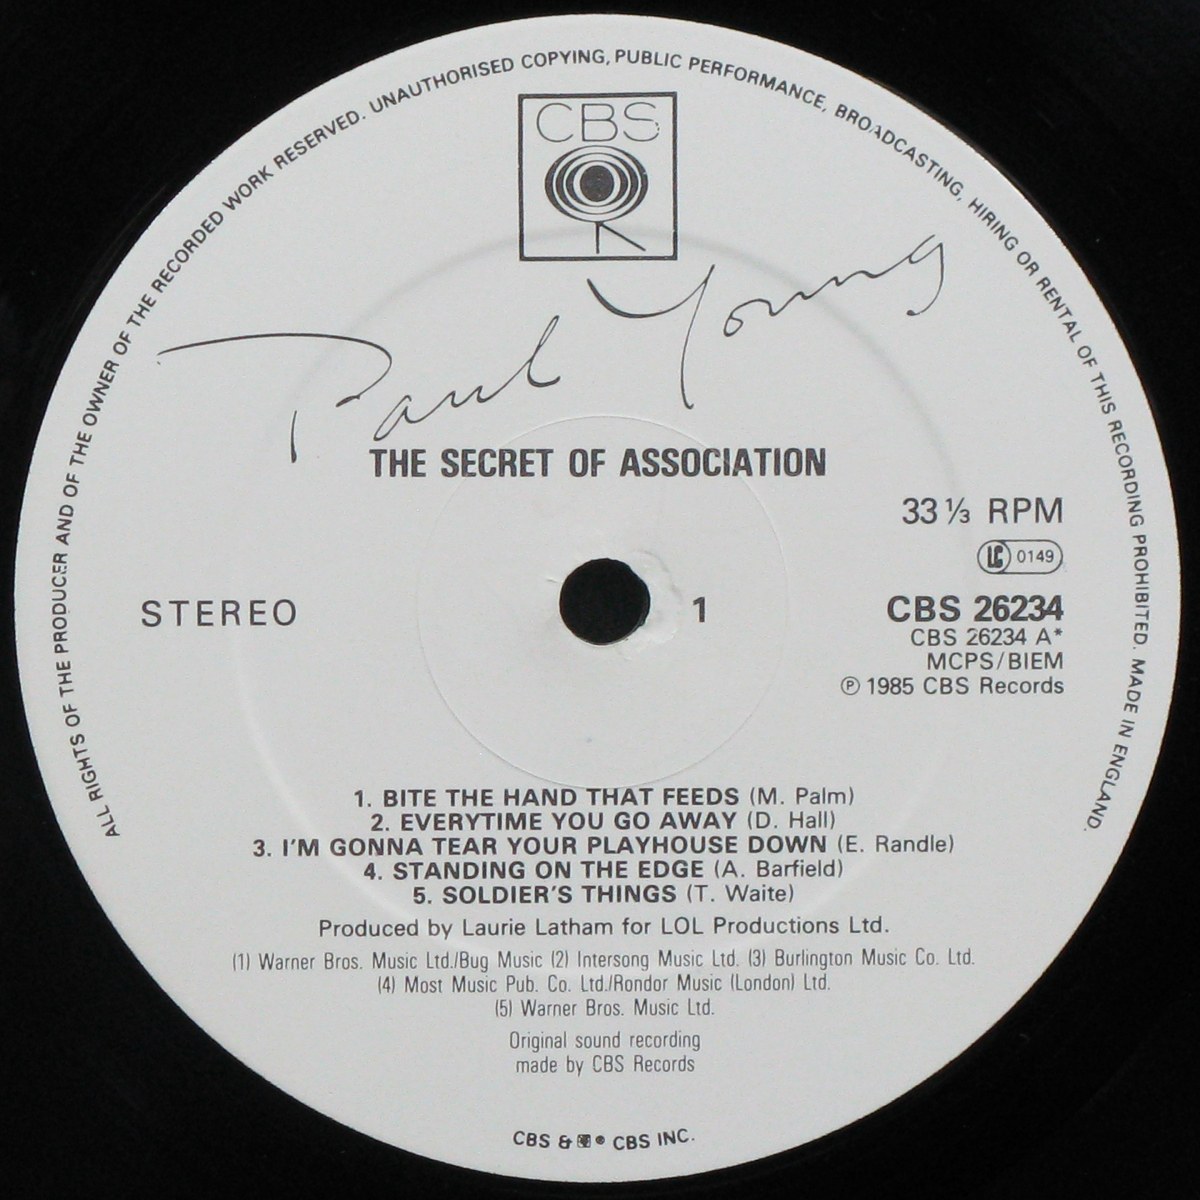 ALL RIGHTS OF THE PRODUCER AND OF THE OWNER OF THE RECORDED WORK RESERVED. UNAUTHORISED COPYING, PUBLIC PERFORMANCE, BROADCASTING, HIRING OR RENTAL OF THIS RECORDING PROHIBITED. MADE IN ENGLAND.
CBS
Paul Young
THE SECRET OF ASSOCIATION
33 ⅓ RPM
LC 0149
STEREO
1
CBS 26234
CBS 26234 A*
MCPS/BIEM
℗ 1985 CBS Records
1. BITE THE HAND THAT FEEDS (M. Palm)
2. EVERYTIME YOU GO AWAY (D. Hall)
3. I'M GONNA TEAR YOUR PLAYHOUSE DOWN (E. Randle)
4. STANDING ON THE EDGE (A. Barfield)
5. SOLDIER'S THINGS (T. Waite)
Produced by Laurie Latham for LOL Productions Ltd.
(1) Warner Bros. Music Ltd./Bug Music (2) Intersong Music Ltd. (3) Burlington Music Co. Ltd.
(4) Most Music Pub. Co. Ltd./Rondor Music (London) Ltd.
(5) Warner Bros. Music Ltd.
Original sound recording
made by CBS Records
CBS & ® CBS INC.